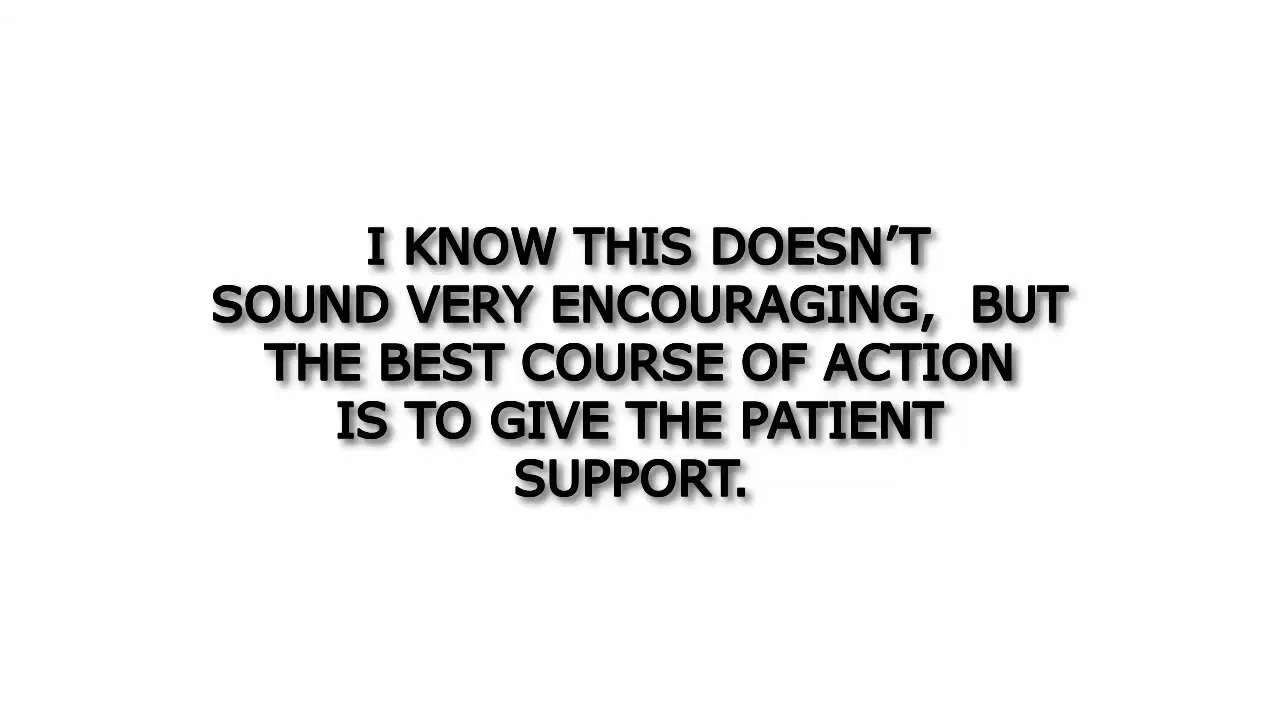 I KNOW THIS DOESN’T
SOUND VERY ENCOURAGING,  BUT
THE BEST COURSE OF ACTION
IS TO GIVE THE PATIENT
SUPPORT.